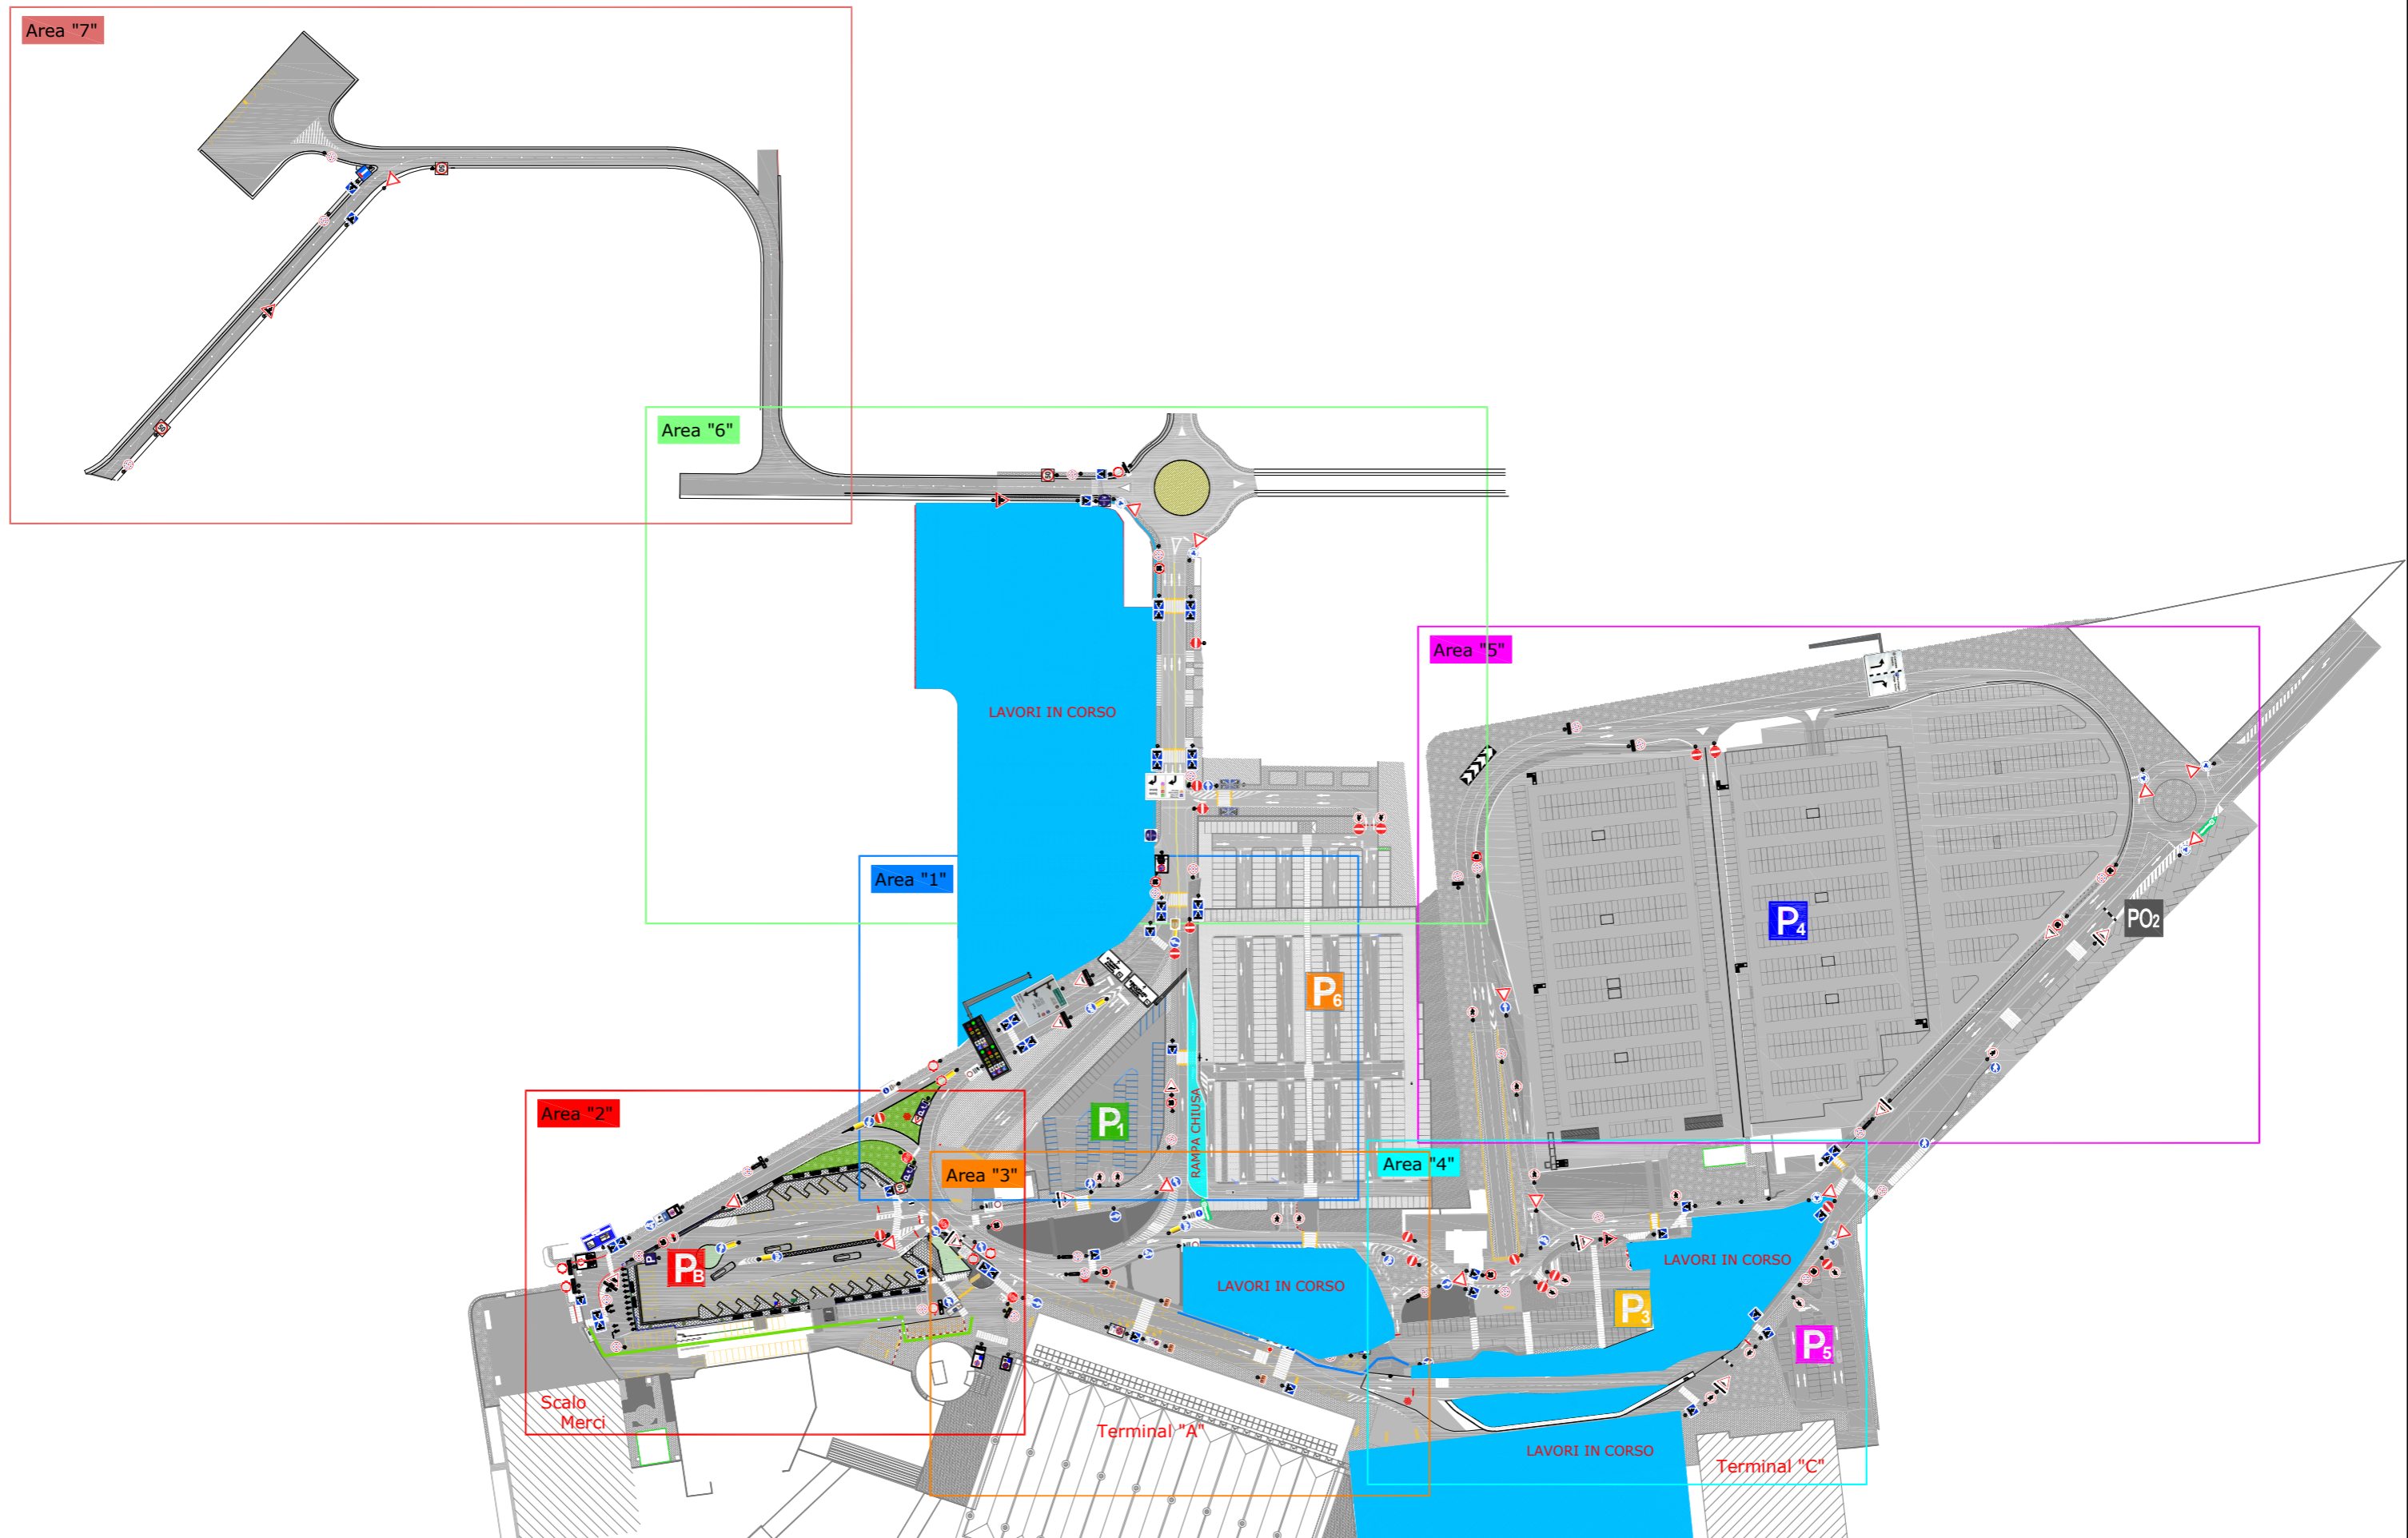 Area "7"
Area "6"
Area "5"
LAVORI IN CORSO
Area "1"
P4
PO2
P6
Area "2"
P1
RAMPA CHIUSA
Area "3"
Area "4"
PB
LAVORI IN CORSO
LAVORI IN CORSO
P3
P5
Scalo
Merci
Terminal "A"
LAVORI IN CORSO
Terminal "C"